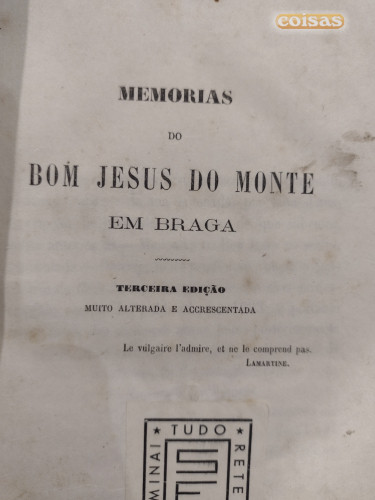 coisas
MEMORIAS
DO
BOM JESUS DO MONTE
EM BRAGA
TERCEIRA EDIÇÃO
MUITO ALTERADA E ACCRESCENTADA
Le vulgaire l'admire, et ne le comprend pas.
LAMARTINE.
MINAI ★ TUDO ★ RETE